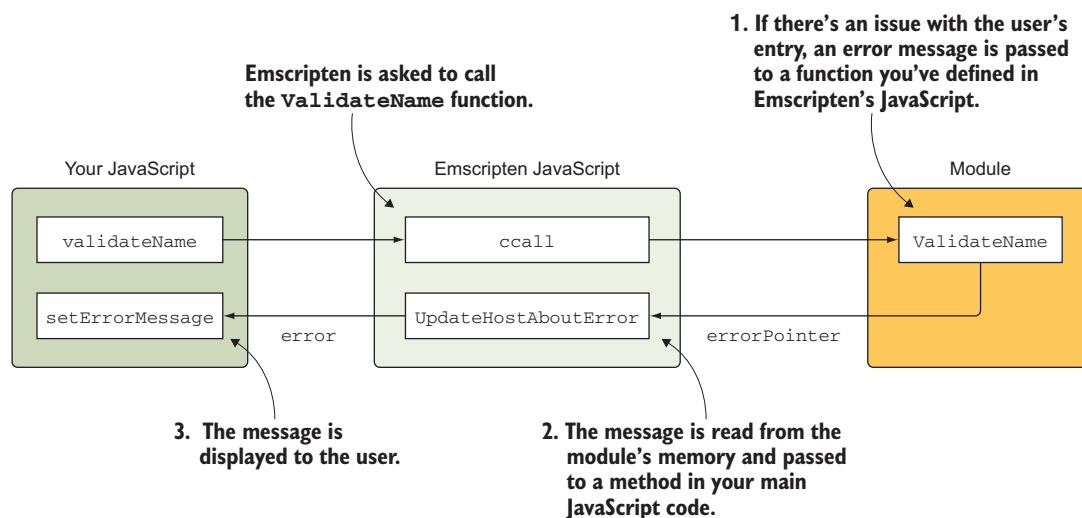 1. If there's an issue with the user's
entry, an error message is passed
to a function you've defined in
Emscripten's JavaScript.
Emscripten is asked to call
the ValidateName function.
Your JavaScript
Emscripten JavaScript
Module
validateName
ccall
ValidateName
setErrorMessage
UpdateHostAboutError
error
errorPointer
3. The message is
displayed to the user.
2. The message is read from the
module's memory and passed
to a method in your main
JavaScript code.